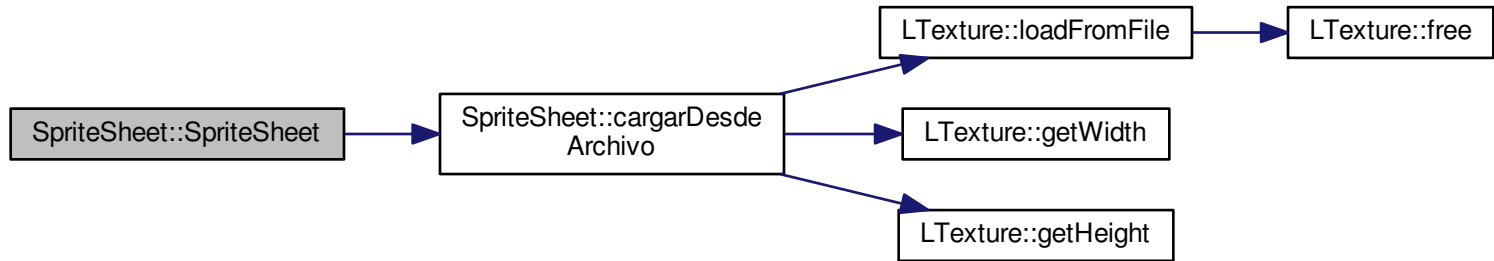 SpriteSheet::SpriteSheet
SpriteSheet::cargarDesde
Archivo
LTexture::loadFromFile
LTexture::free
LTexture::getWidth
LTexture::getHeight